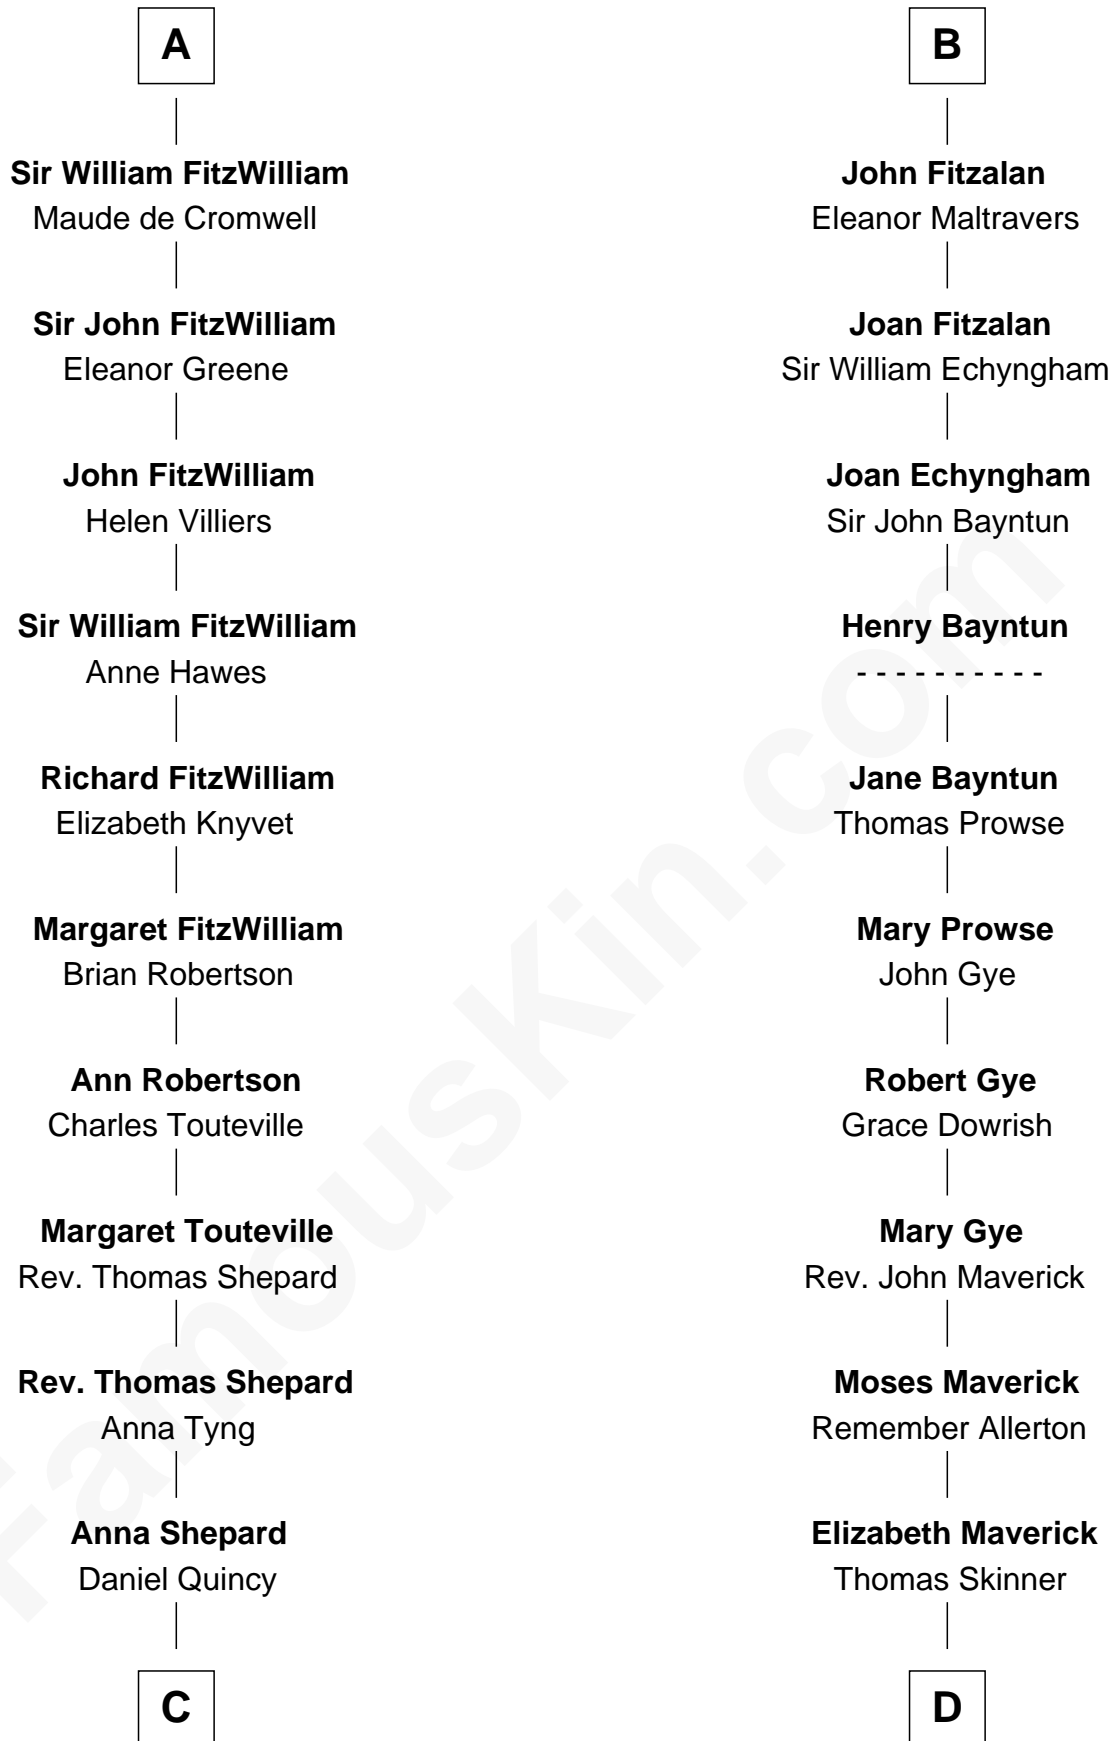 A
Sir William FitzWilliam
Maude de Cromwell
Sir John FitzWilliam
Eleanor Greene
John FitzWilliam
Helen Villiers
Sir William FitzWilliam
Anne Hawes
Richard FitzWilliam
Elizabeth Knyvet
Margaret FitzWilliam
Brian Robertson
Ann Robertson
Charles Touteville
Margaret Touteville
Rev. Thomas Shepard
Rev. Thomas Shepard
Anna Tyng
Anna Shepard
Daniel Quincy
C
B
John Fitzalan
Eleanor Maltravers
Joan Fitzalan
Sir William Echyngham
Joan Echyngham
Sir John Bayntun
Henry Bayntun
- - - - - - - - - -
Jane Bayntun
Thomas Prowse
Mary Prowse
John Gye
Robert Gye
Grace Dowrish
Mary Gye
Rev. John Maverick
Moses Maverick
Remember Allerton
Elizabeth Maverick
Thomas Skinner
D
FamousKin.com